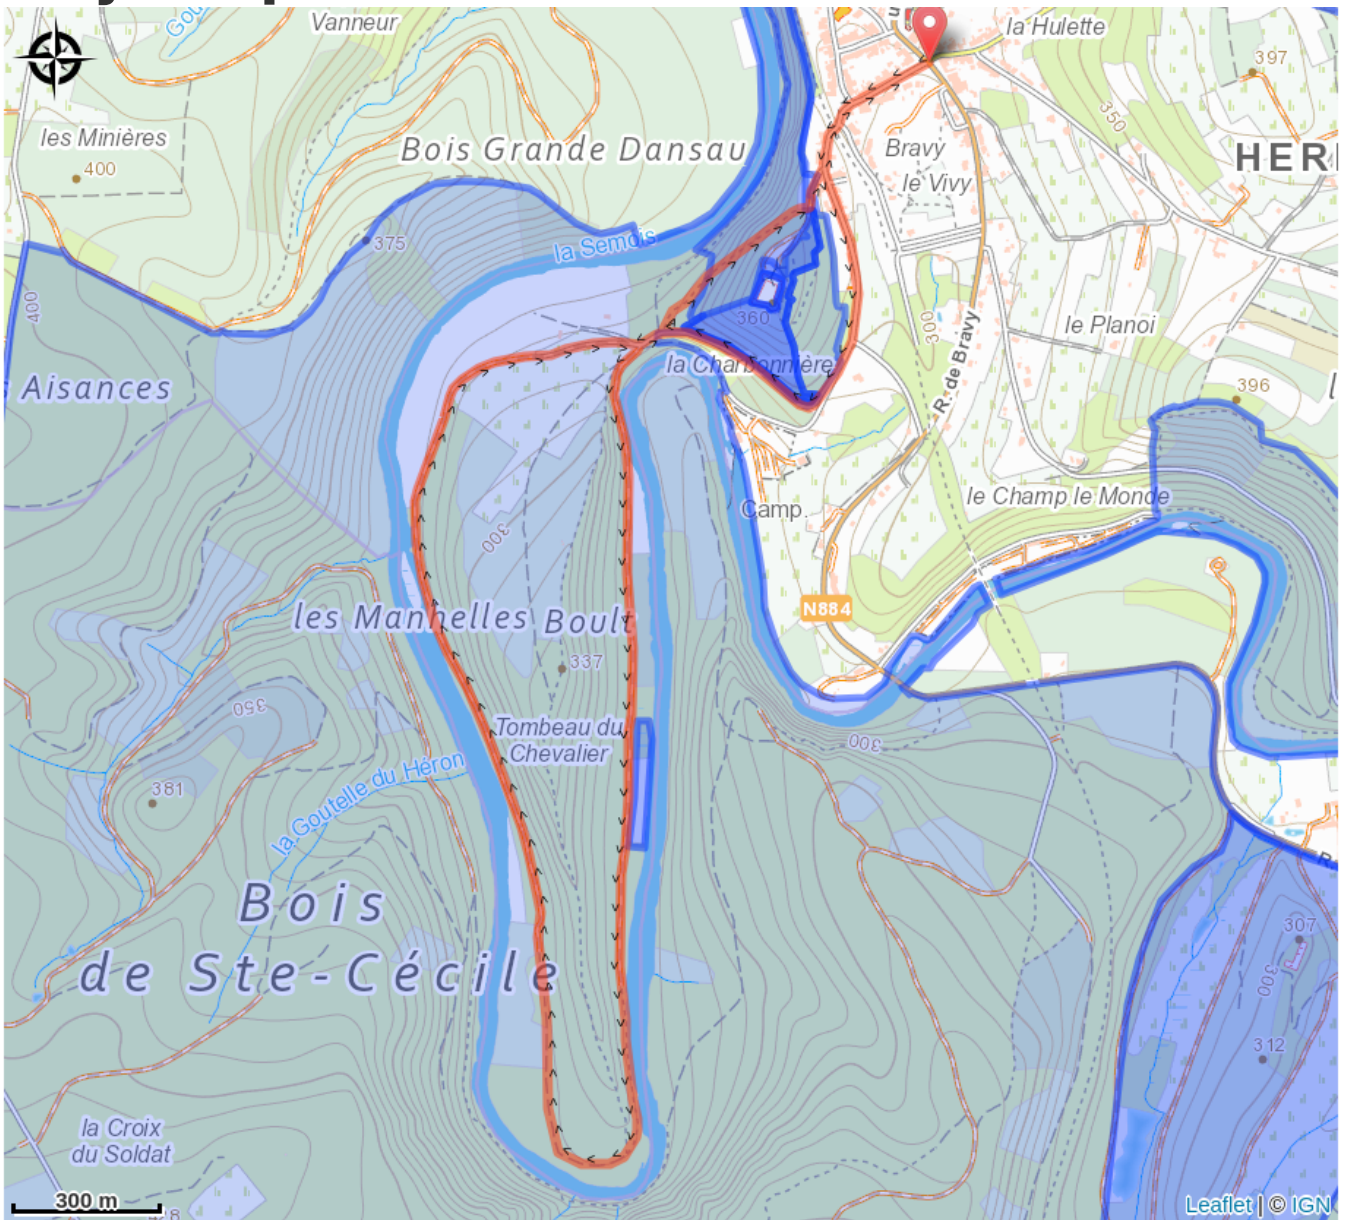 Vanneur
la Hulette
397
les Minières
400
Bois Grande Dansau
350
Bravy
HER
le Vivy
375
la Semois
400
360
300
le Planoi
la Charbonnière
R. de Bravy
396
Aisances
le Champ le Monde
Camp.
300
N884
les Manhelles
Boult
337
350
Tombeau du
Chevalier
300
la Goutelle du Héron
381
Bois
de Ste-Cécile
307
300
312
la Croix
du Soldat
300 m
Leaflet | © IGN